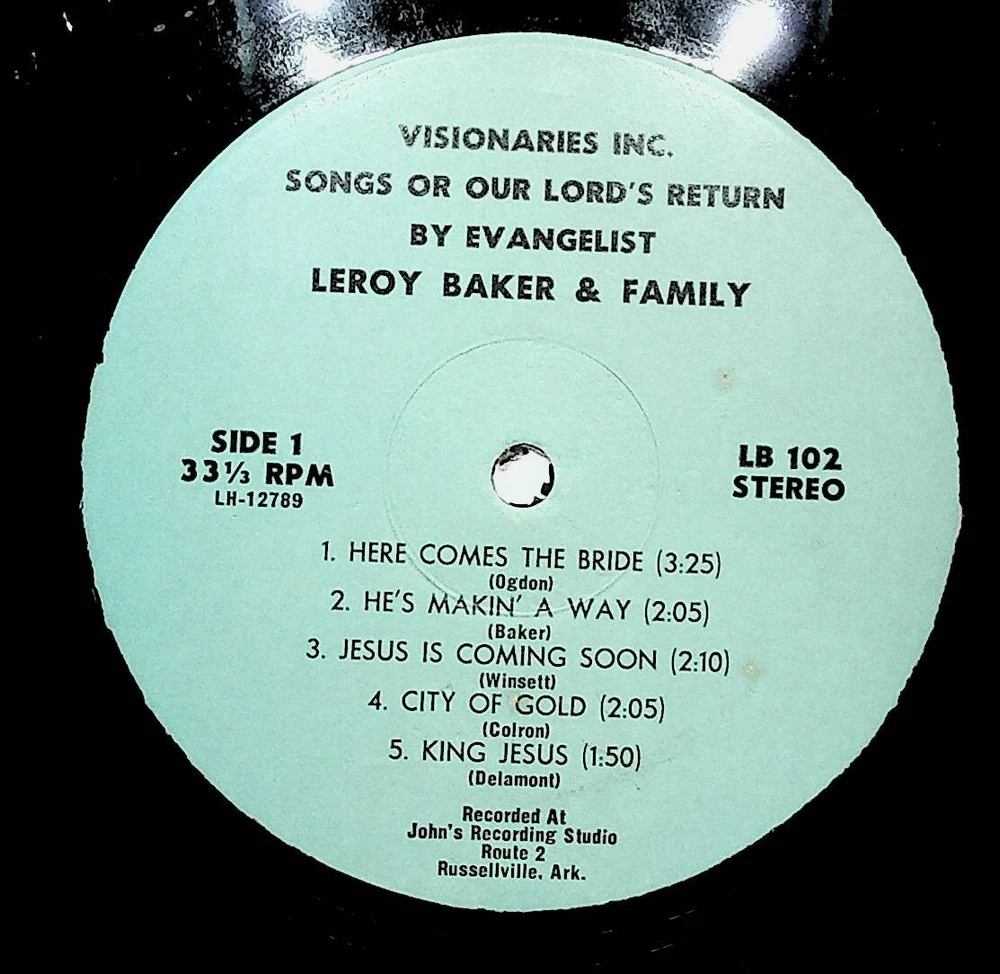 VISIONARIES INC.
SONGS OR OUR LORD'S RETURN
BY EVANGELIST
LEROY BAKER & FAMILY
SIDE 1
33⅓ RPM
LH-12789
LB 102
STEREO
1. HERE COMES THE BRIDE (3:25)
(Ogdon)
2. HE'S MAKIN' A WAY (2:05)
(Baker)
3. JESUS IS COMING SOON (2:10)
(Winsett)
4. CITY OF GOLD (2:05)
(Colron)
5. KING JESUS (1:50)
(Delamont)
Recorded At
John's Recording Studio
Route 2
Russellville, Ark.